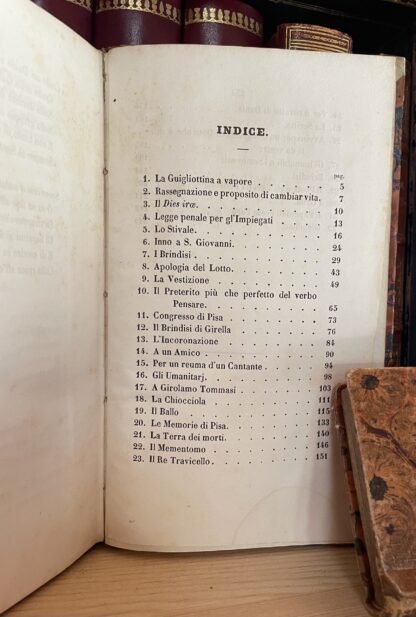 INDICE.
pag.
1. La Guigliottina a vapore . . . . . . 5
2. Rassegnazione e proposito di cambiar vita. 7
3. Il Dies iræ. . . . . . . . . . . . 10
4. Legge penale per gl'Impiegati . . . . . 13
5. Lo Stivale. . . . . . . . . . . . 16
6. Inno a S. Giovanni. . . . . . . . . 24
7. I Brindisi . . . . . . . . . . . . 29
8. Apologia del Lotto. . . . . . . . . 43
9. La Vestizione . . . . . . . . . . 49
10. Il Preterito più che perfetto del verbo
Pensare. . . . . . . . . . . . 65
11. Congresso di Pisa . . . . . . . . . 73
12. Il Brindisi di Girella . . . . . . . . 76
13. L'Incoronazione . . . . . . . . . . 84
14. A un Amico . . . . . . . . . . . 90
15. Per un reuma d'un Cantante . . . . . . 94
16. Gli Umanitarj. . . . . . . . . . . 98
17. A Girolamo Tommasi . . . . . . . . 103
18. La Chiocciola . . . . . . . . . . 111
19. Il Ballo . . . . . . . . . . . . 115
20. Le Memorie di Pisa. . . . . . . . . 133
21. La Terra dei morti. . . . . . . . . 140
22. Il Mementomo . . . . . . . . . . 146
23. Il Re Travicello. . . . . . . . . . 151